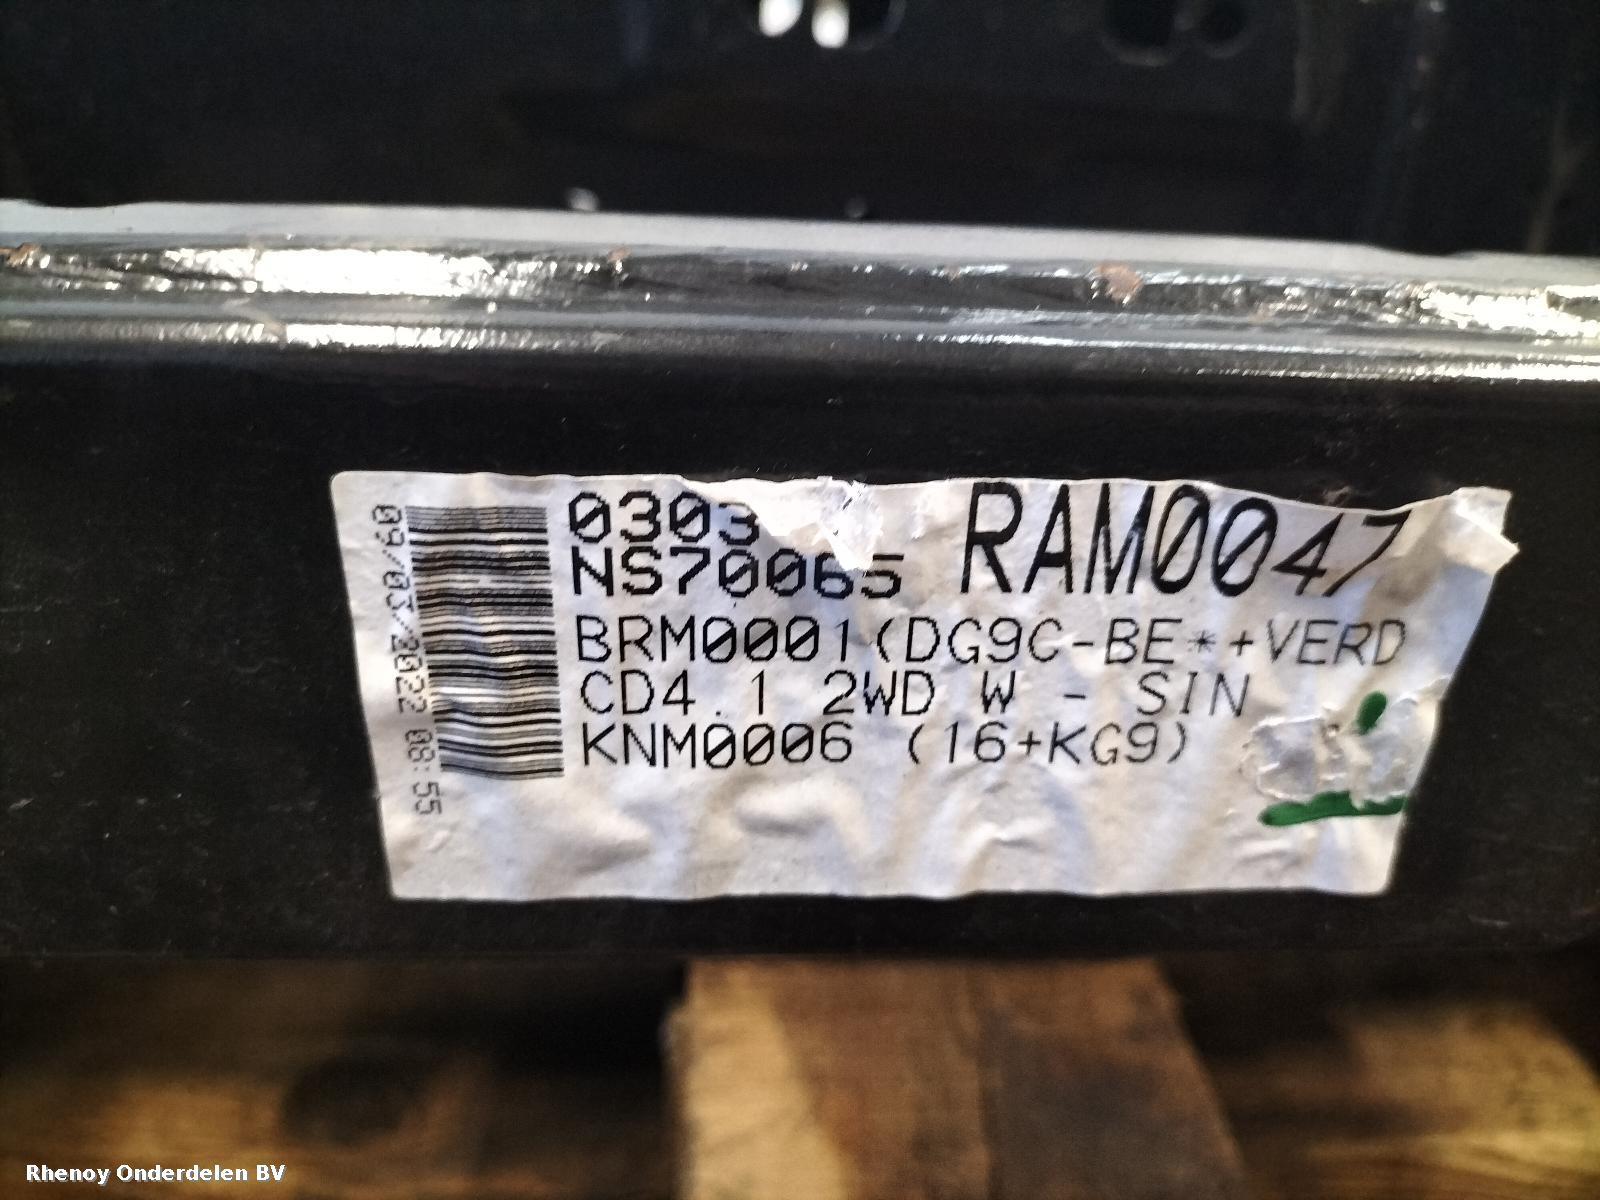 09/03/2022 08:55
0303
NS70065
RAM0047
BRM0001(DG9C-BE*+VERD
CD4.1 2WD W - SIN
KNM0006 (16+KG9)
Rhenoy Onderdelen BV